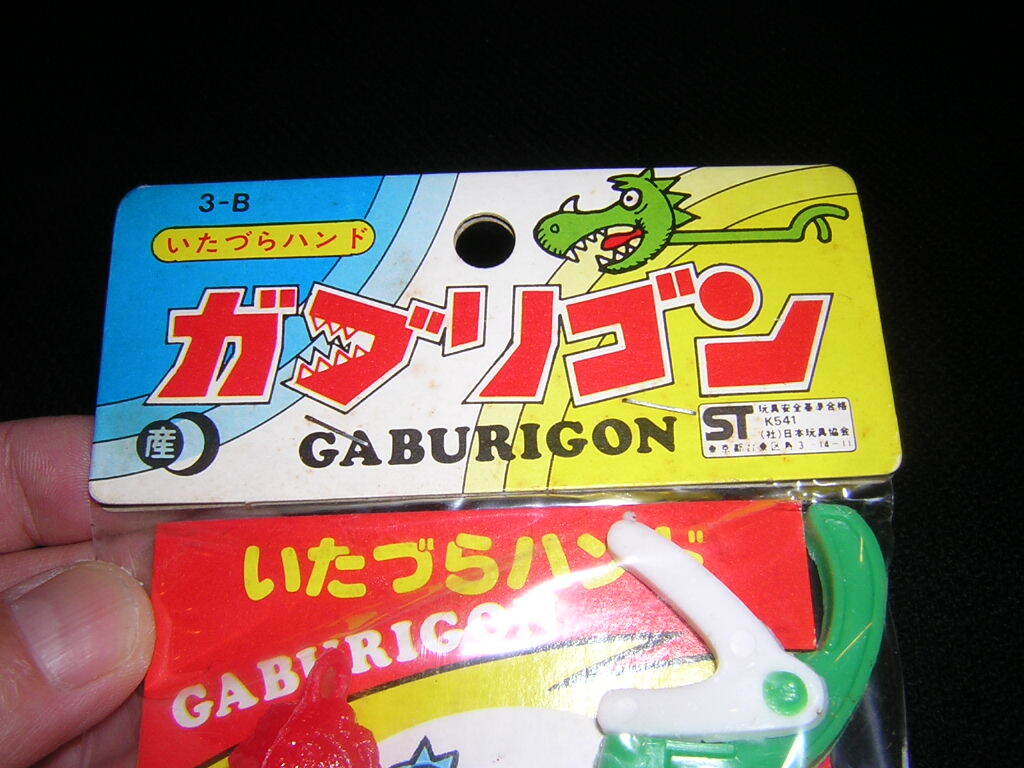 3-B
いたづらハンド
ガブリゴン
GABURIGON
産
ST
玩具安全基準合格
K541
(社)日本玩具協会
いたづらハンド
GABURIGON